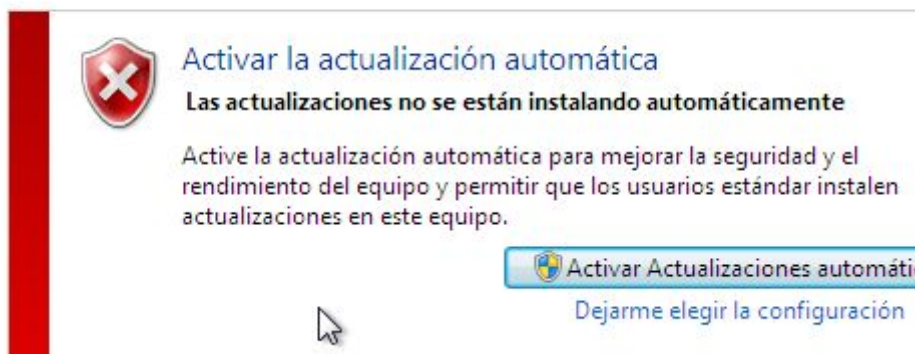 Activar la actualización automática
Las actualizaciones no se están instalando automáticamente
Active la actualización automática para mejorar la seguridad y el
rendimiento del equipo y permitir que los usuarios estándar instalen
actualizaciones en este equipo.
Activar Actualizaciones automáti
Dejarme elegir la configuración